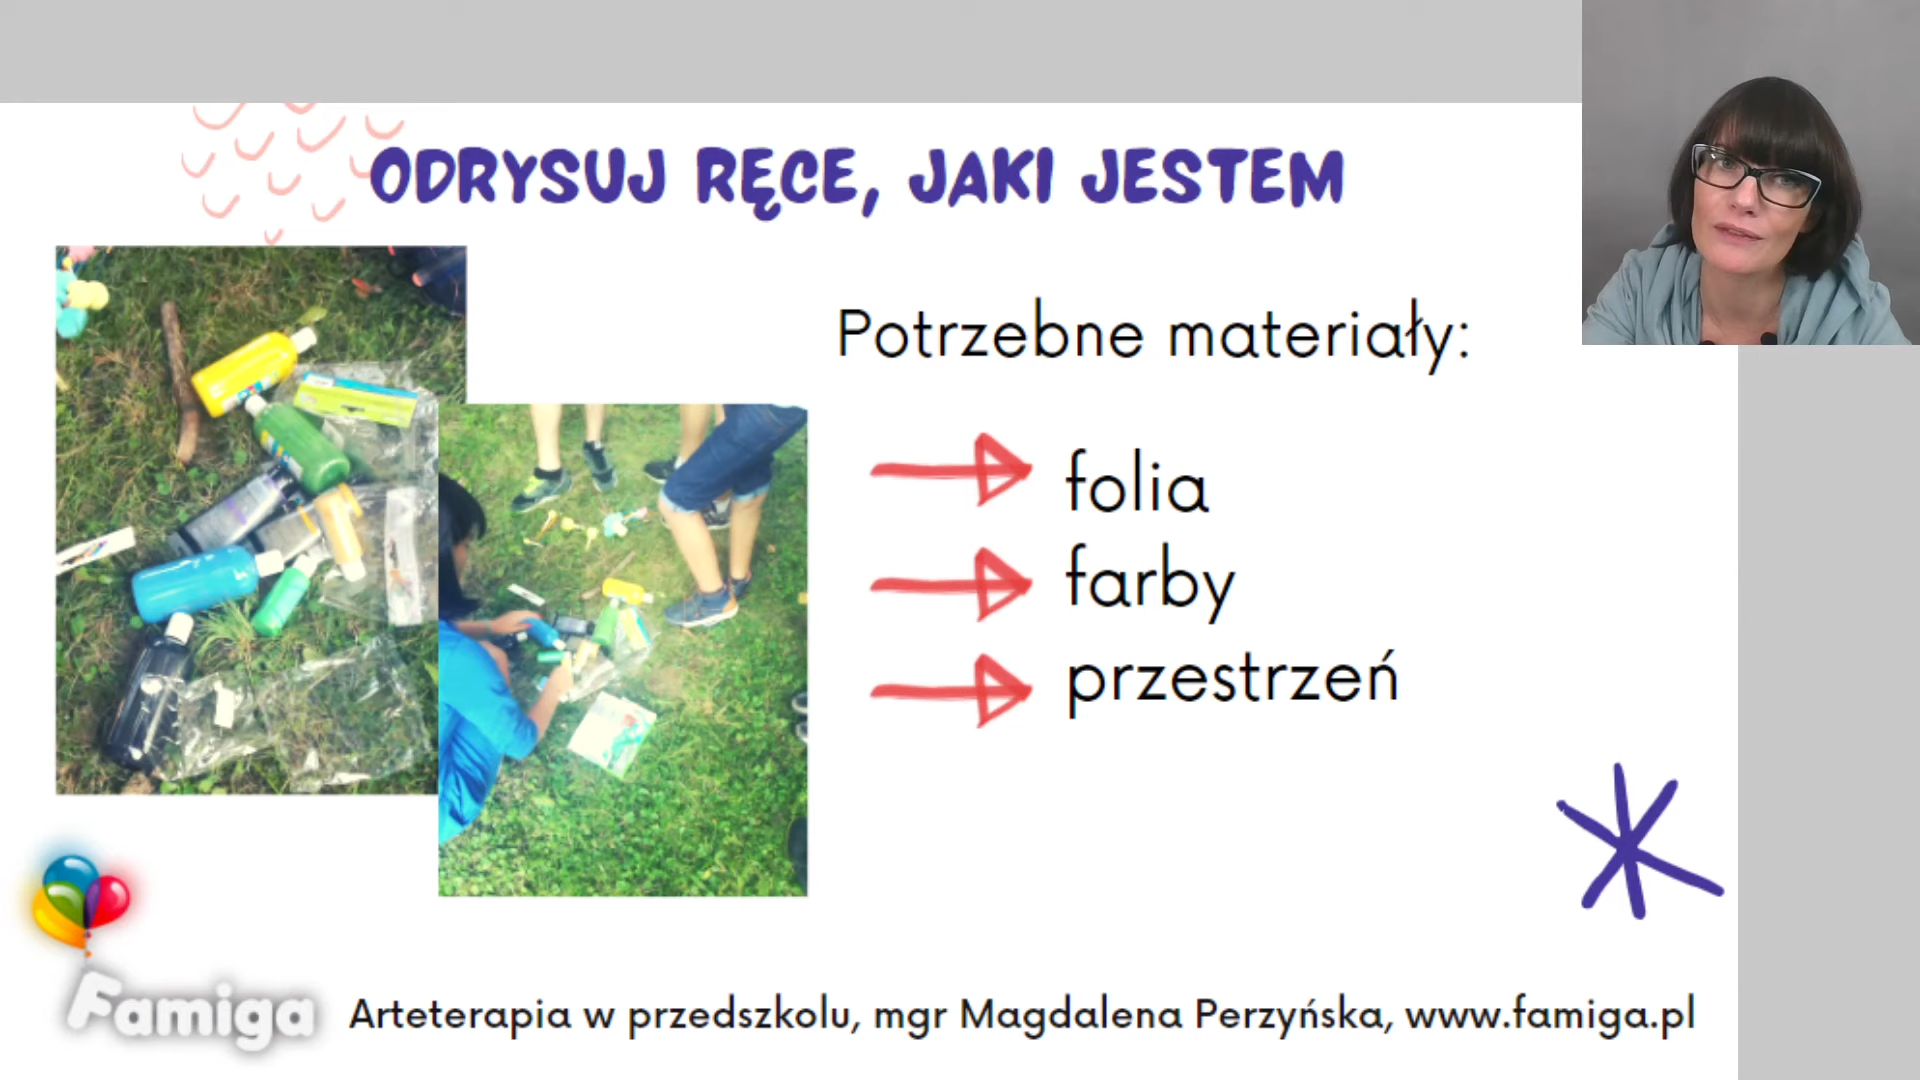 ODRYSUJ RĘCE, JAKI JESTEM
Potrzebne materiały:
folia
farby
przestrzeń
Famiga
Arteterapia w przedszkolu, mgr Magdalena Perzyńska, www.famiga.pl